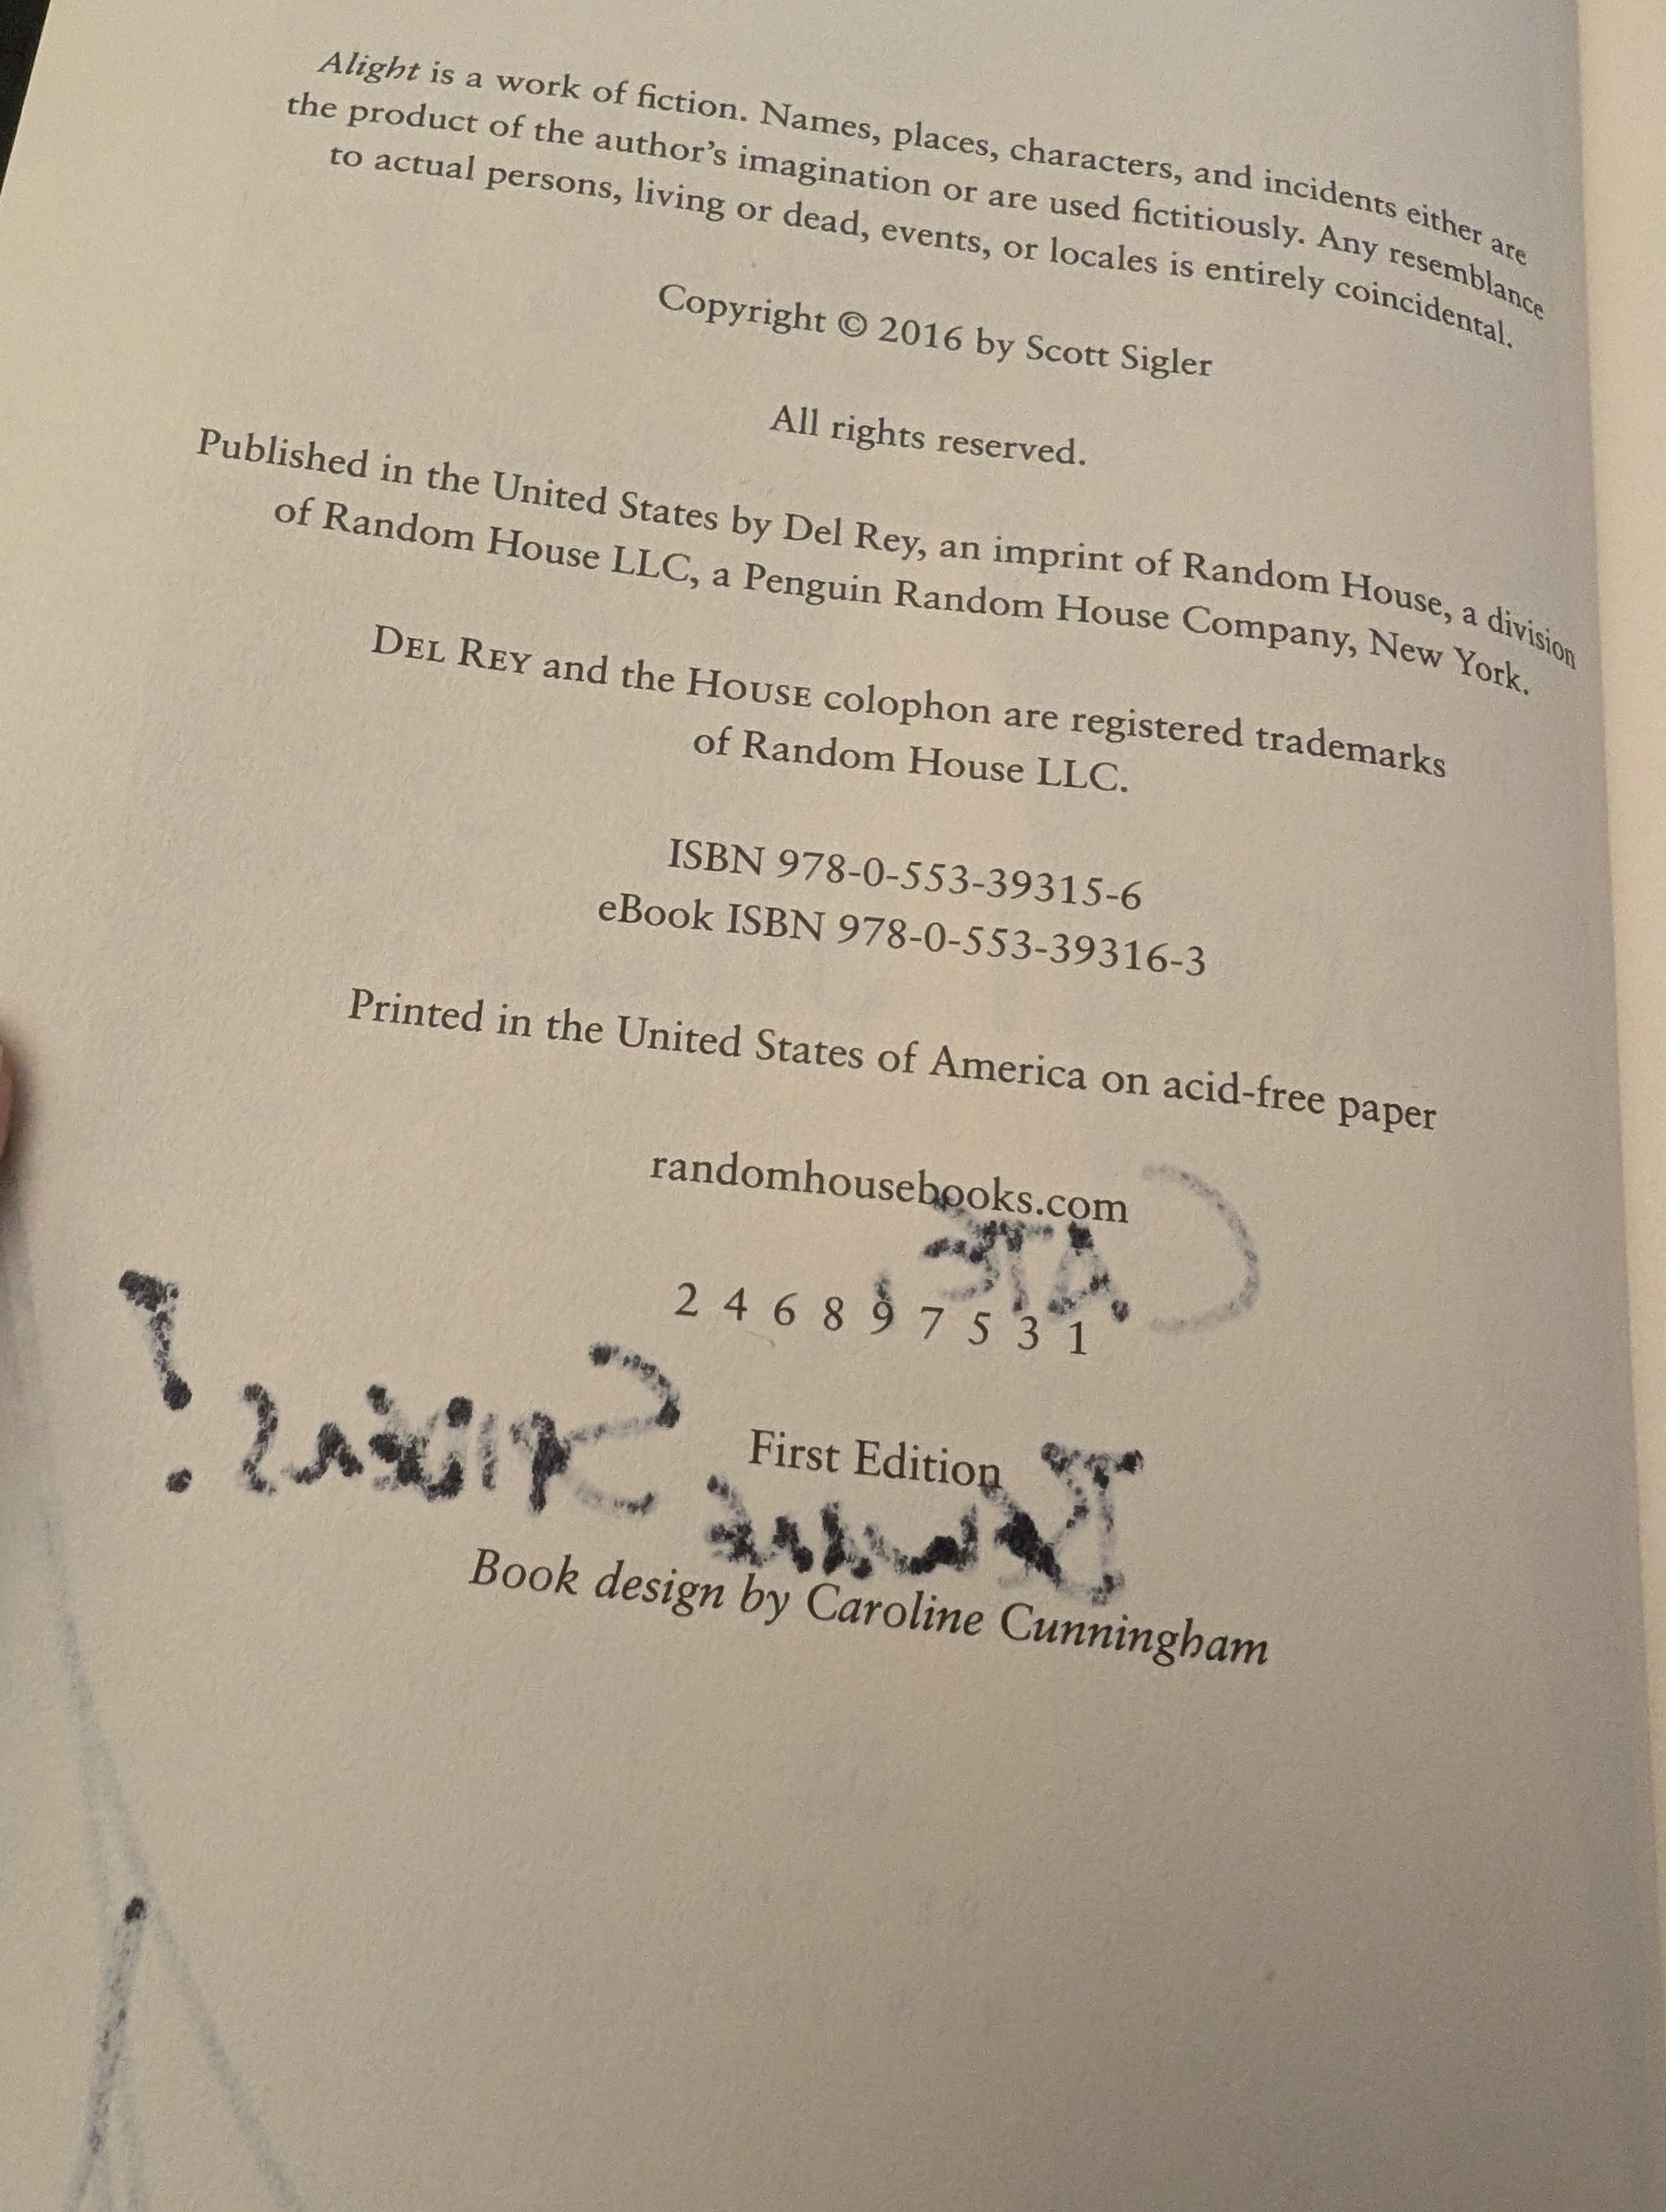 Alight is a work of fiction. Names, places, characters, and incidents either are
the product of the author's imagination or are used fictitiously. Any resemblance
to actual persons, living or dead, events, or locales is entirely coincidental.
Copyright © 2016 by Scott Sigler
All rights reserved.
Published in the United States by Del Rey, an imprint of Random House, a division
of Random House LLC, a Penguin Random House Company, New York.
DEL REY and the HOUSE colophon are registered trademarks
of Random House LLC.
ISBN 978-0-553-39315-6
eBook ISBN 978-0-553-39316-3
Printed in the United States of America on acid-free paper
randomhousebooks.com
2 4 6 8 9 7 5 3 1
First Edition
Book design by Caroline Cunningham